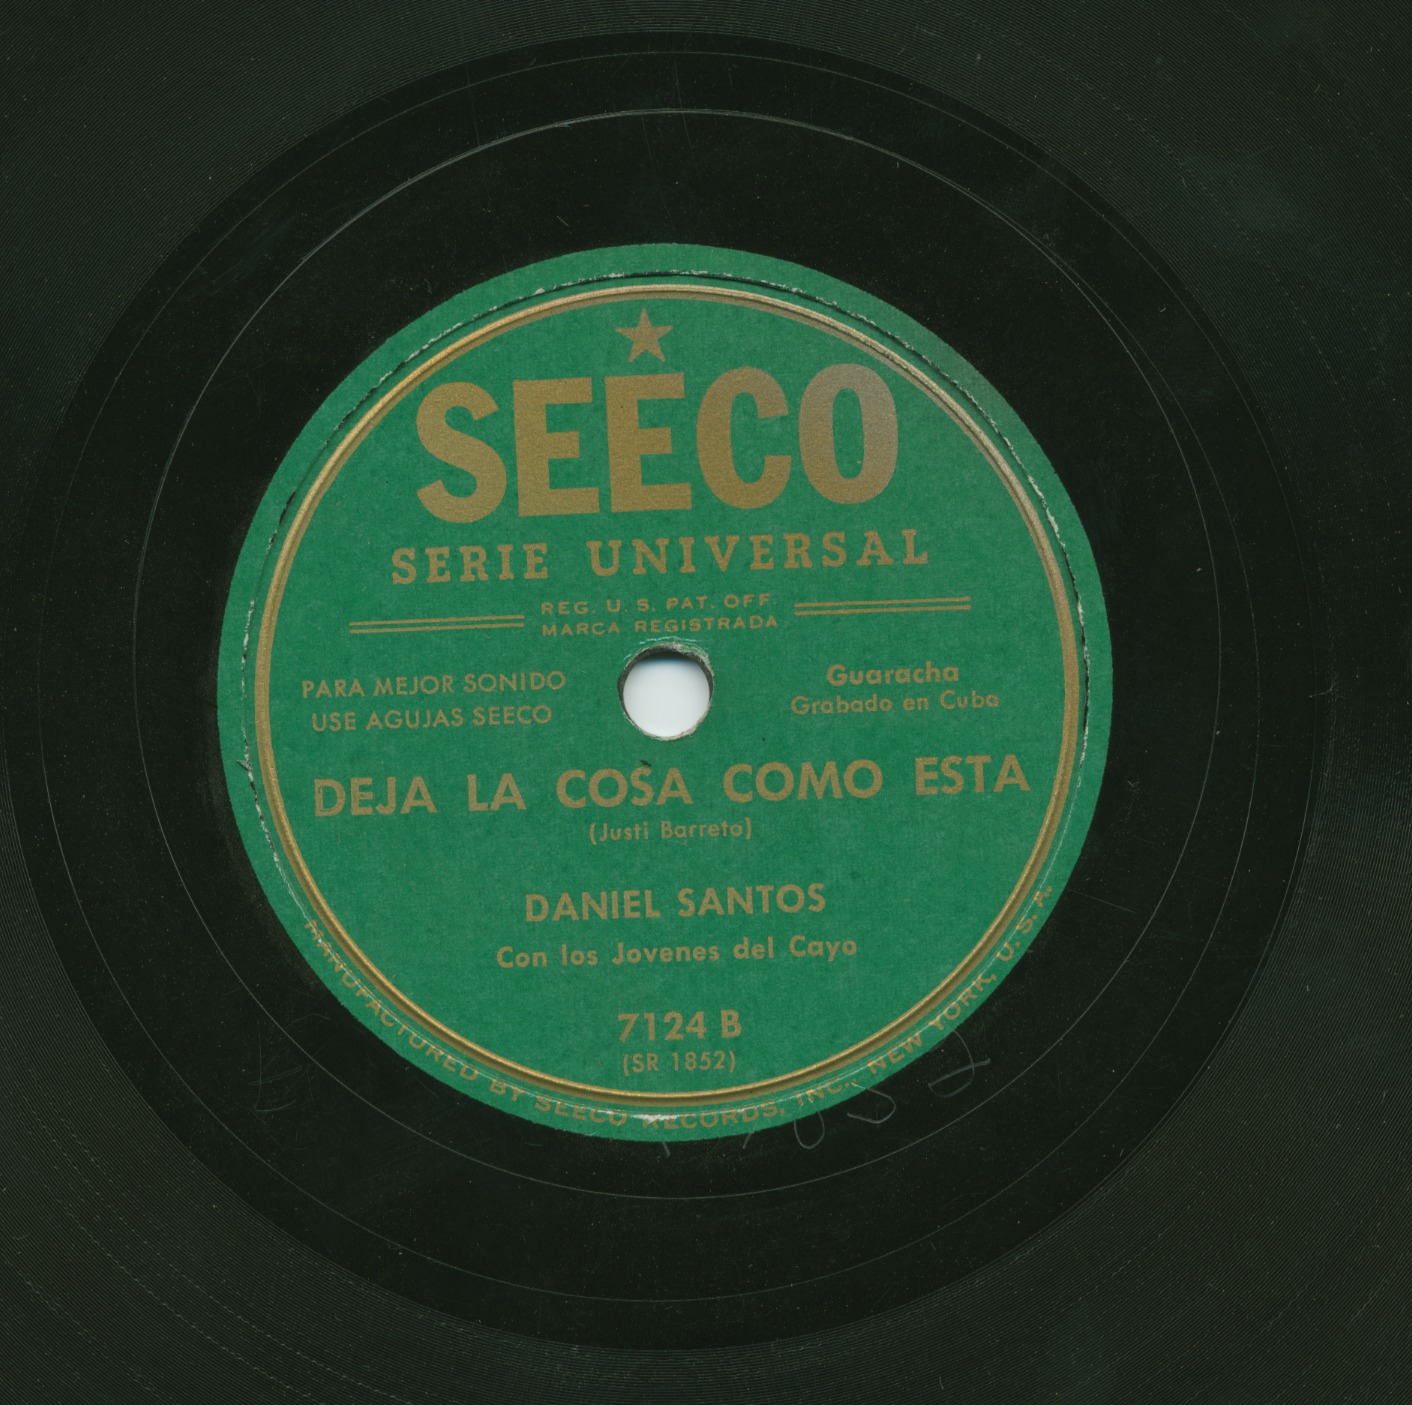 SEECO
SERIE UNIVERSAL
REG. U. S. PAT. OFF.
MARCA REGISTRADA
PARA MEJOR SONIDO
USE AGUJAS SEECO
Guaracha
Grabado en Cuba
DEJA LA COSA COMO ESTA
(Justi Barreto)
DANIEL SANTOS
Con los Jovenes del Cayo
7124 B
(SR 1852)
MANUFACTURED BY SEECO RECORDS, INC., NEW YORK, U. S. A.